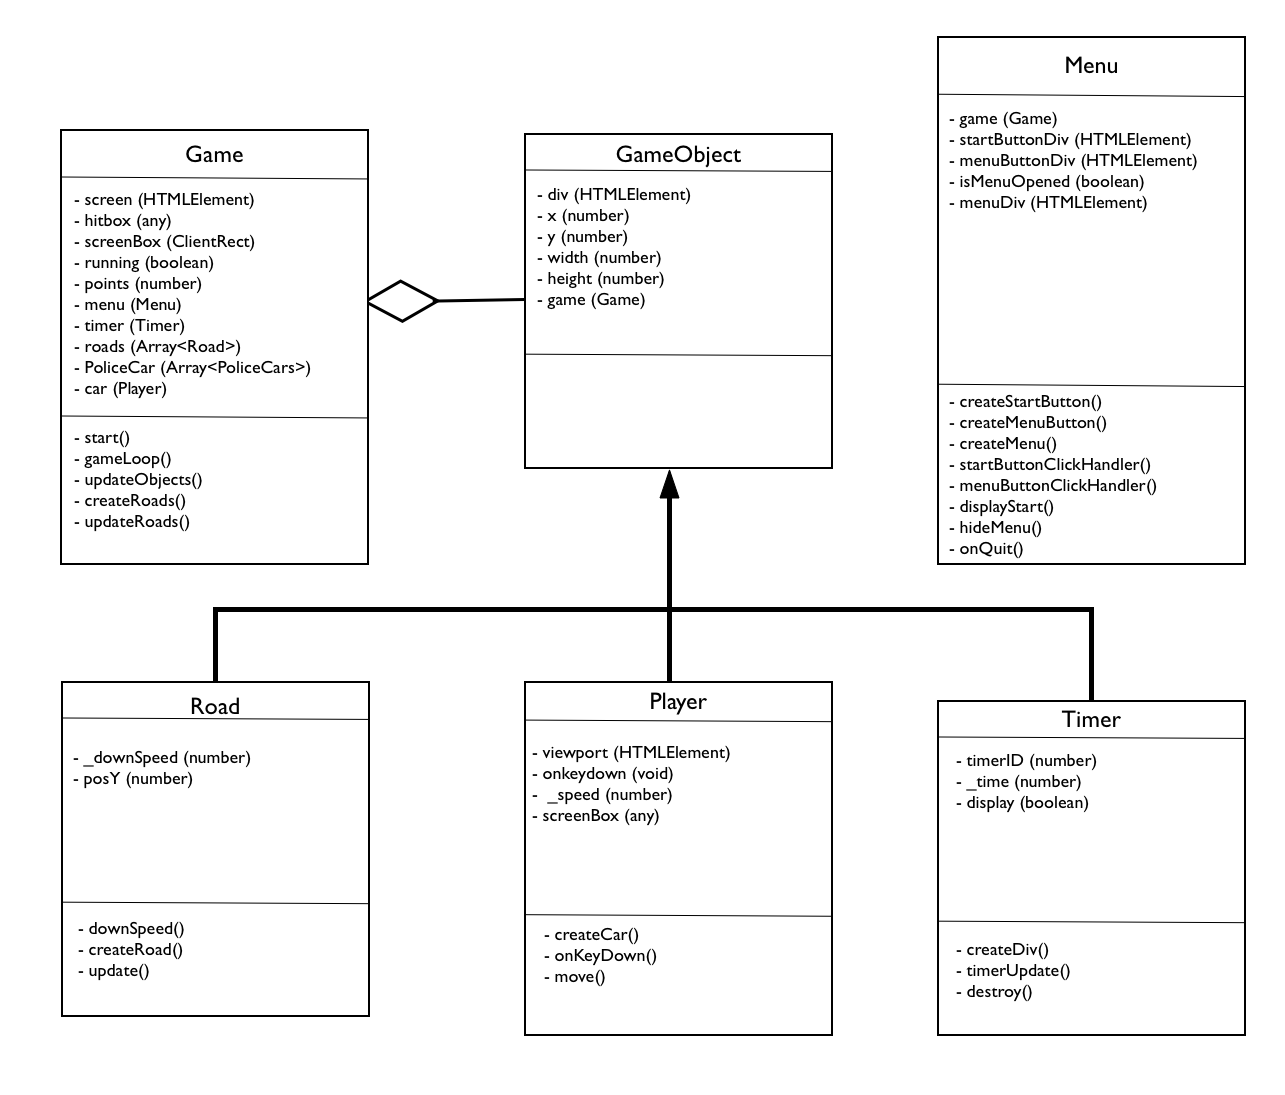 Game
- screen (HTMLElement)
- hitbox (any)
- screenBox (ClientRect)
- running (boolean)
- points (number)
- menu (Menu)
- timer (Timer)
- roads (Array<Road>)
- PoliceCar (Array<PoliceCars>)
- car (Player)
- start()
- gameLoop()
- updateObjects()
- createRoads()
- updateRoads()
GameObject
- div (HTMLElement)
- x (number)
- y (number)
- width (number)
- height (number)
- game (Game)
Menu
- game (Game)
- startButtonDiv (HTMLElement)
- menuButtonDiv (HTMLElement)
- isMenuOpened (boolean)
- menuDiv (HTMLElement)
- createStartButton()
- createMenuButton()
- createMenu()
- startButtonClickHandler()
- menuButtonClickHandler()
- displayStart()
- hideMenu()
- onQuit()
Road
- _downSpeed (number)
- posY (number)
- downSpeed()
- createRoad()
- update()
Player
- viewport (HTMLElement)
- onkeydown (void)
- _speed (number)
- screenBox (any)
- createCar()
- onKeyDown()
- move()
Timer
- timerID (number)
- _time (number)
- display (boolean)
- createDiv()
- timerUpdate()
- destroy()